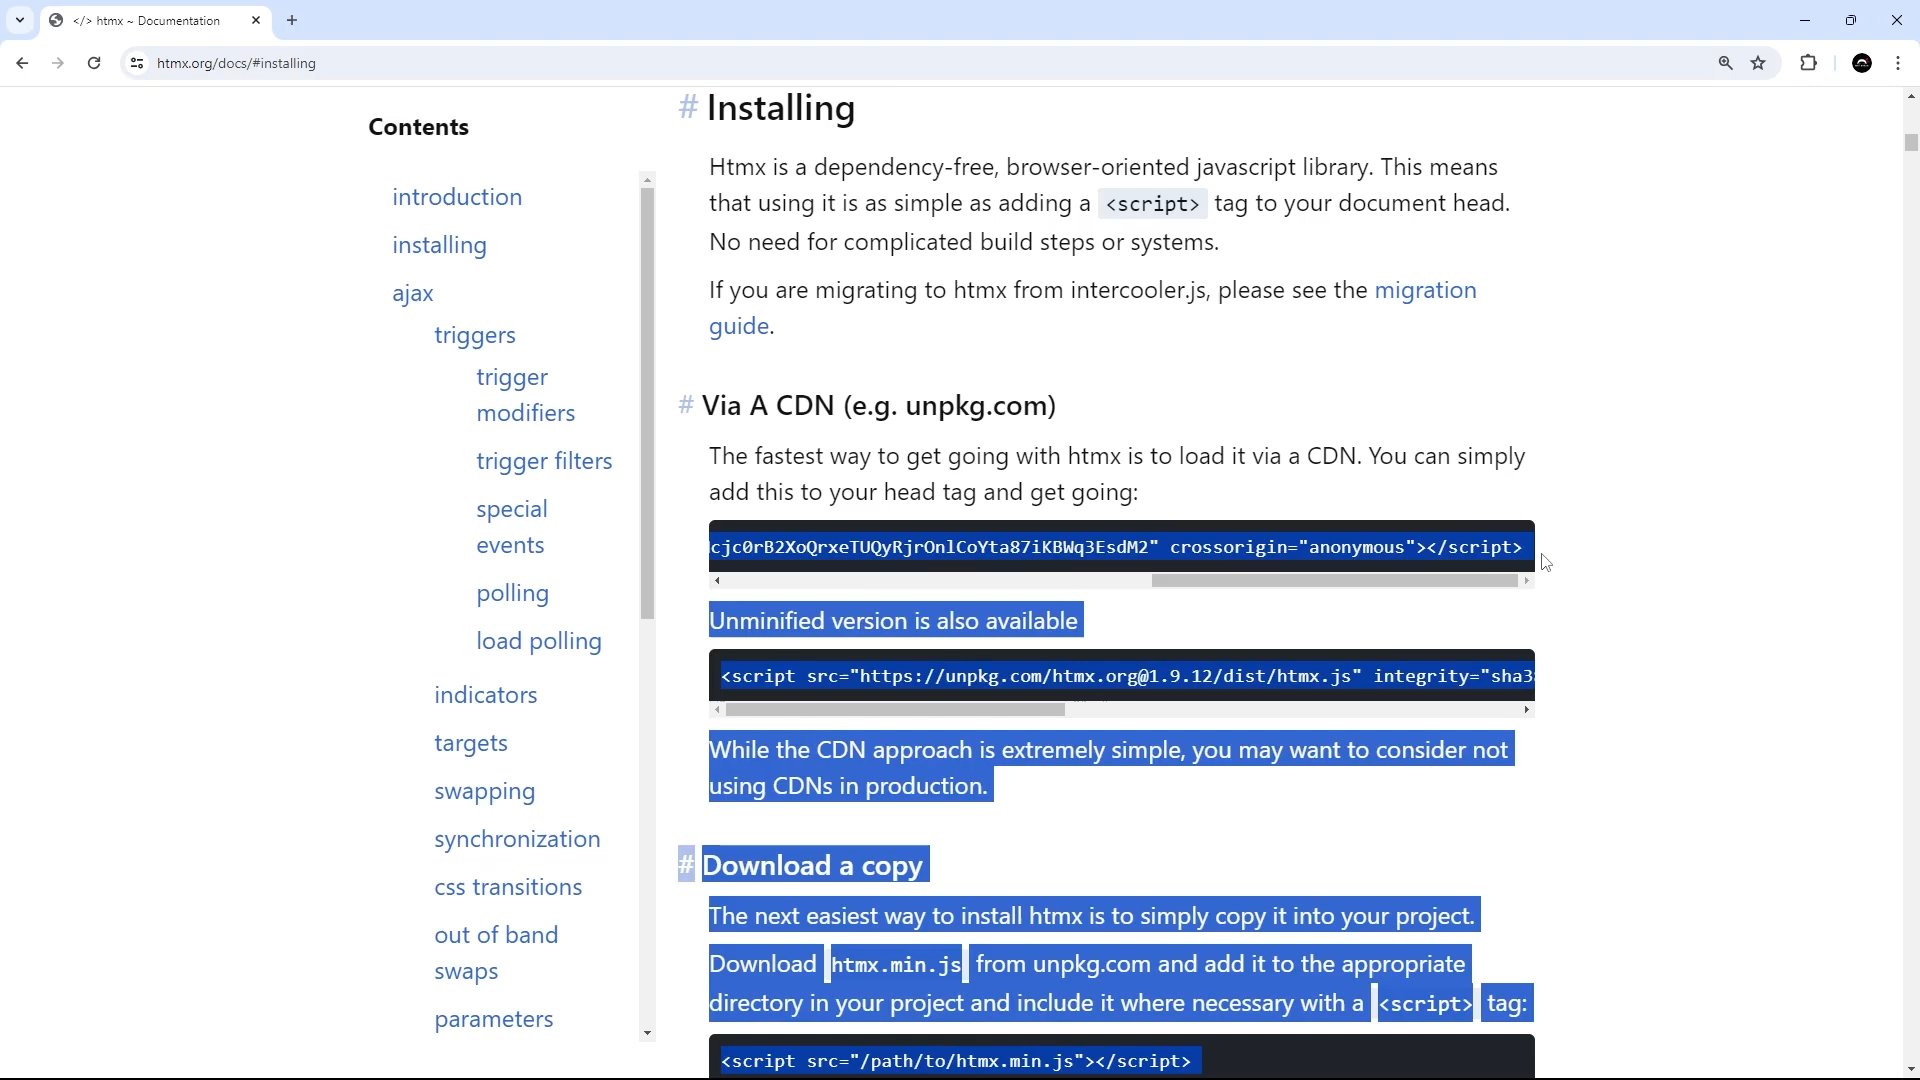 </> htmx ~ Documentation
htmx.org/docs/#installing
Contents
introduction
installing
ajax
triggers
trigger
modifiers
trigger filters
special
events
polling
load polling
indicators
targets
swapping
synchronization
css transitions
out of band
swaps
parameters
# Installing
Htmx is a dependency-free, browser-oriented javascript library. This means
that using it is as simple as adding a <script> tag to your document head.
No need for complicated build steps or systems.
If you are migrating to htmx from intercooler.js, please see the migration
guide.
# Via A CDN (e.g. unpkg.com)
The fastest way to get going with htmx is to load it via a CDN. You can simply
add this to your head tag and get going:
cjc0rB2XoQrxeTUQyRjrOnlCoYta87iKBWq3EsdM2" crossorigin="anonymous"></script>
Unminified version is also available
<script src="https://unpkg.com/htmx.org@1.9.12/dist/htmx.js" integrity="sha3
While the CDN approach is extremely simple, you may want to consider not
using CDNs in production.
# Download a copy
The next easiest way to install htmx is to simply copy it into your project.
Download htmx.min.js from unpkg.com and add it to the appropriate
directory in your project and include it where necessary with a <script> tag:
<script src="/path/to/htmx.min.js"></script>